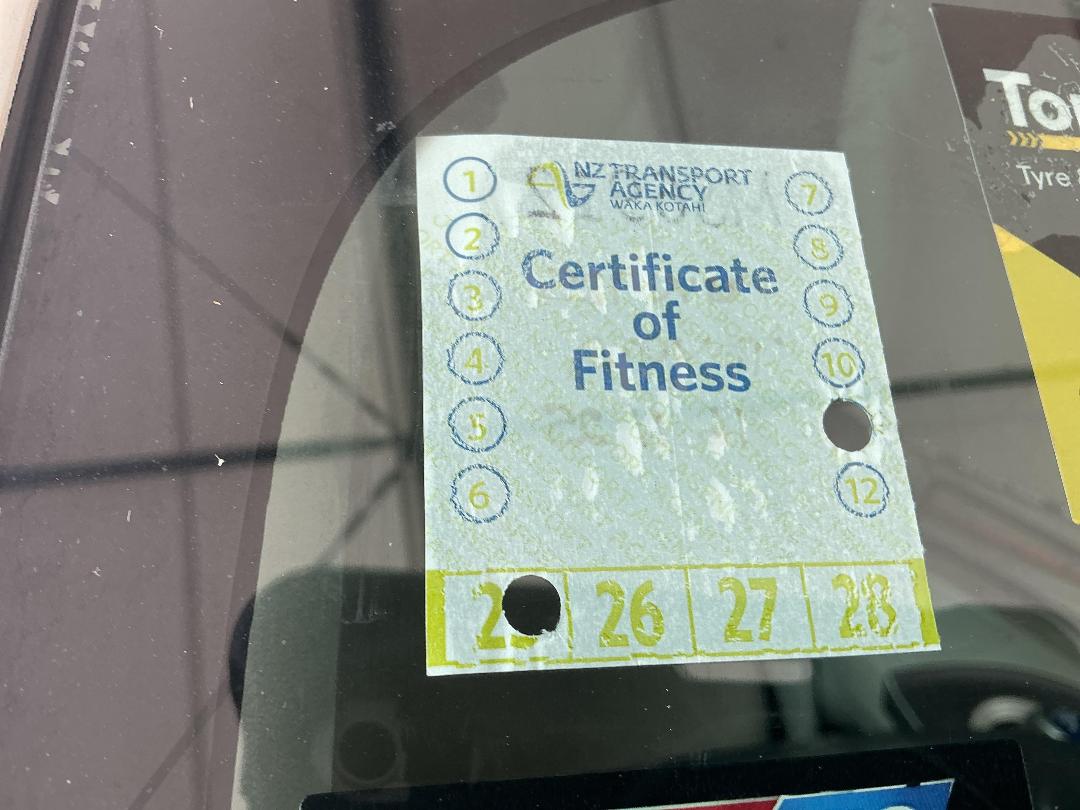 1
2
3
4
5
6
NZ TRANSPORT
AGENCY
WAKA KOTAHI
Certificate
of
Fitness
7
8
9
10
12
26 27 28
Tyre